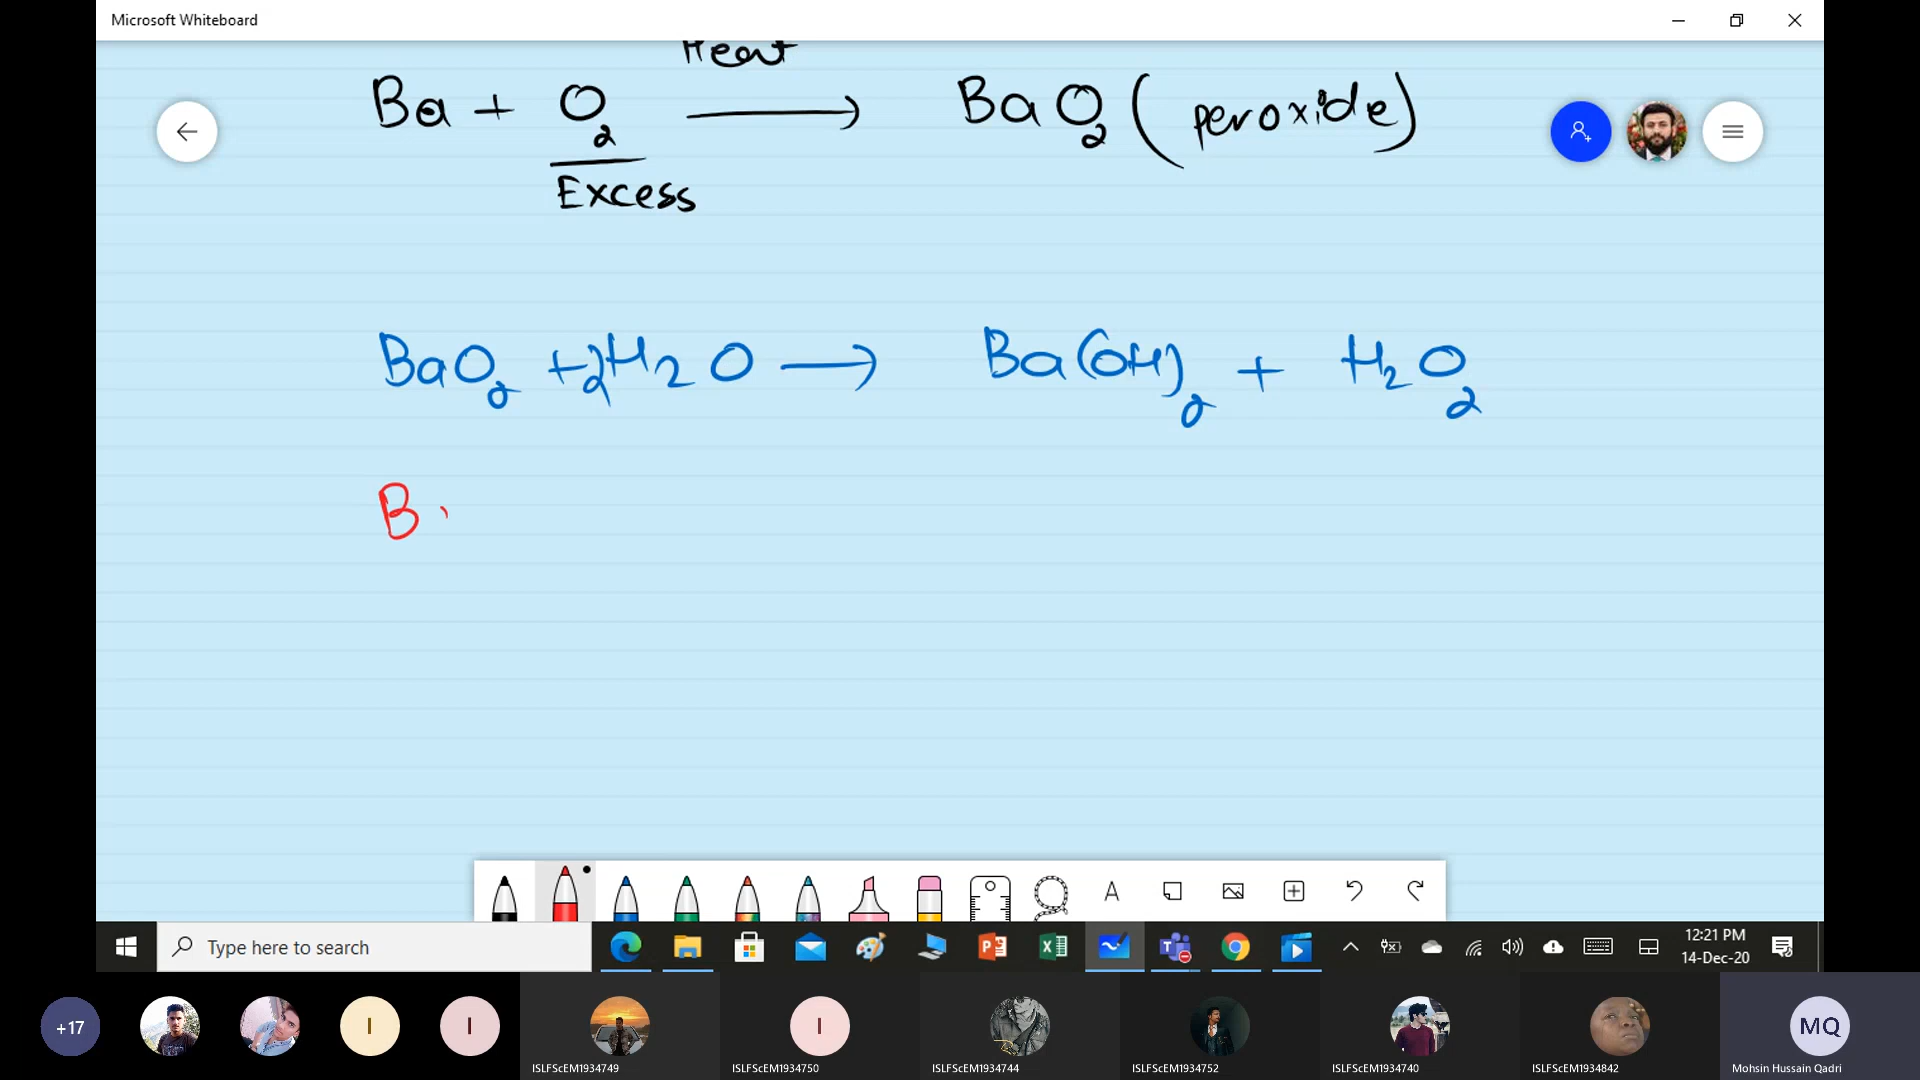 Microsoft Whiteboard
Heat
Ba + O2 ⟶ BaO2 (peroxide)
Excess
BaO2 + 2H2O ⟶ Ba(OH)2 + H2O2
B
A
Type here to search
12:21 PM
14-Dec-20
+17
I
I
I
MQ
ISLFScEM1934749
ISLFScEM1934750
ISLFScEM1934744
ISLFScEM1934752
ISLFScEM1934740
ISLFScEM1934842
Mohsin Hussain Qadri